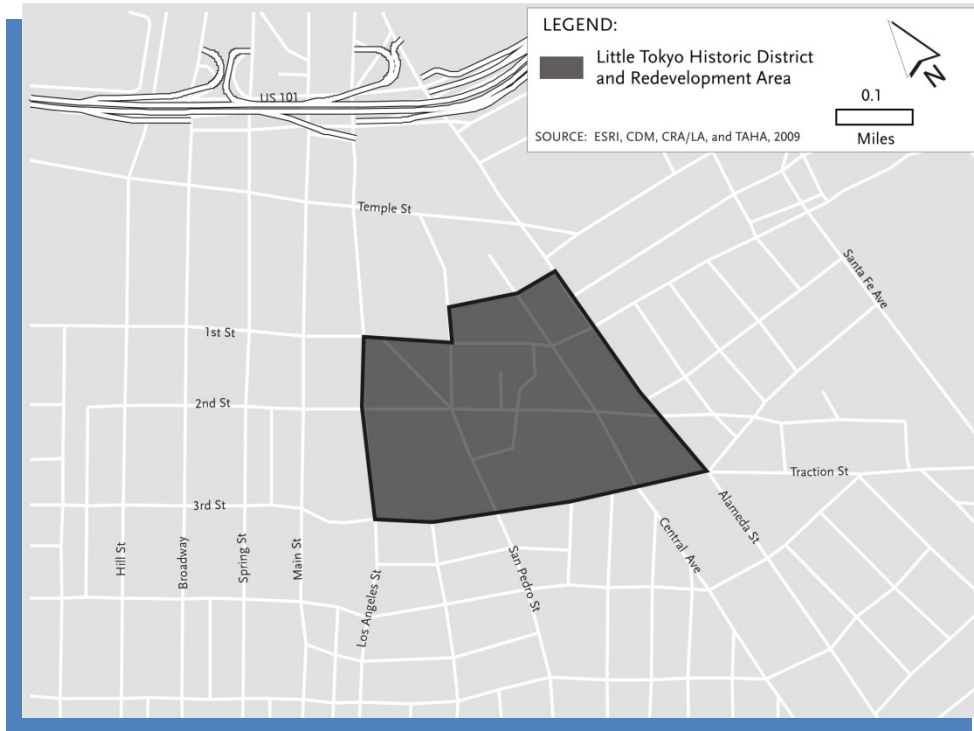 LEGEND:
Little Tokyo Historic District
and Redevelopment Area
N
0.1
Miles
SOURCE: ESRI, CDM, CRA/LA, and TAHA, 2009
US 101
Temple St
Santa Fe Ave
1st St
2nd St
Traction St
3rd St
Alameda St
Central Ave
San Pedro St
Hill St
Broadway
Spring St
Main St
Los Angeles St